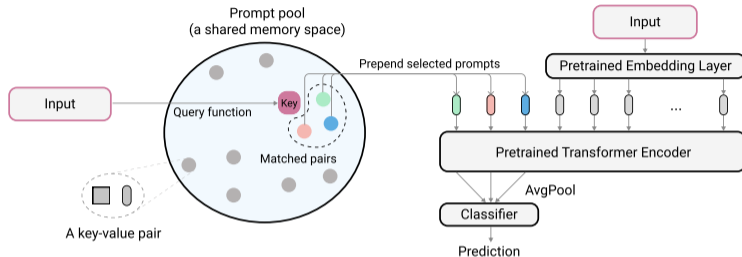 Prompt pool
(a shared memory space)
Input
Query function
Key
Matched pairs
A key-value pair
Prepend selected prompts
Input
Pretrained Embedding Layer
...
Pretrained Transformer Encoder
AvgPool
Classifier
Prediction